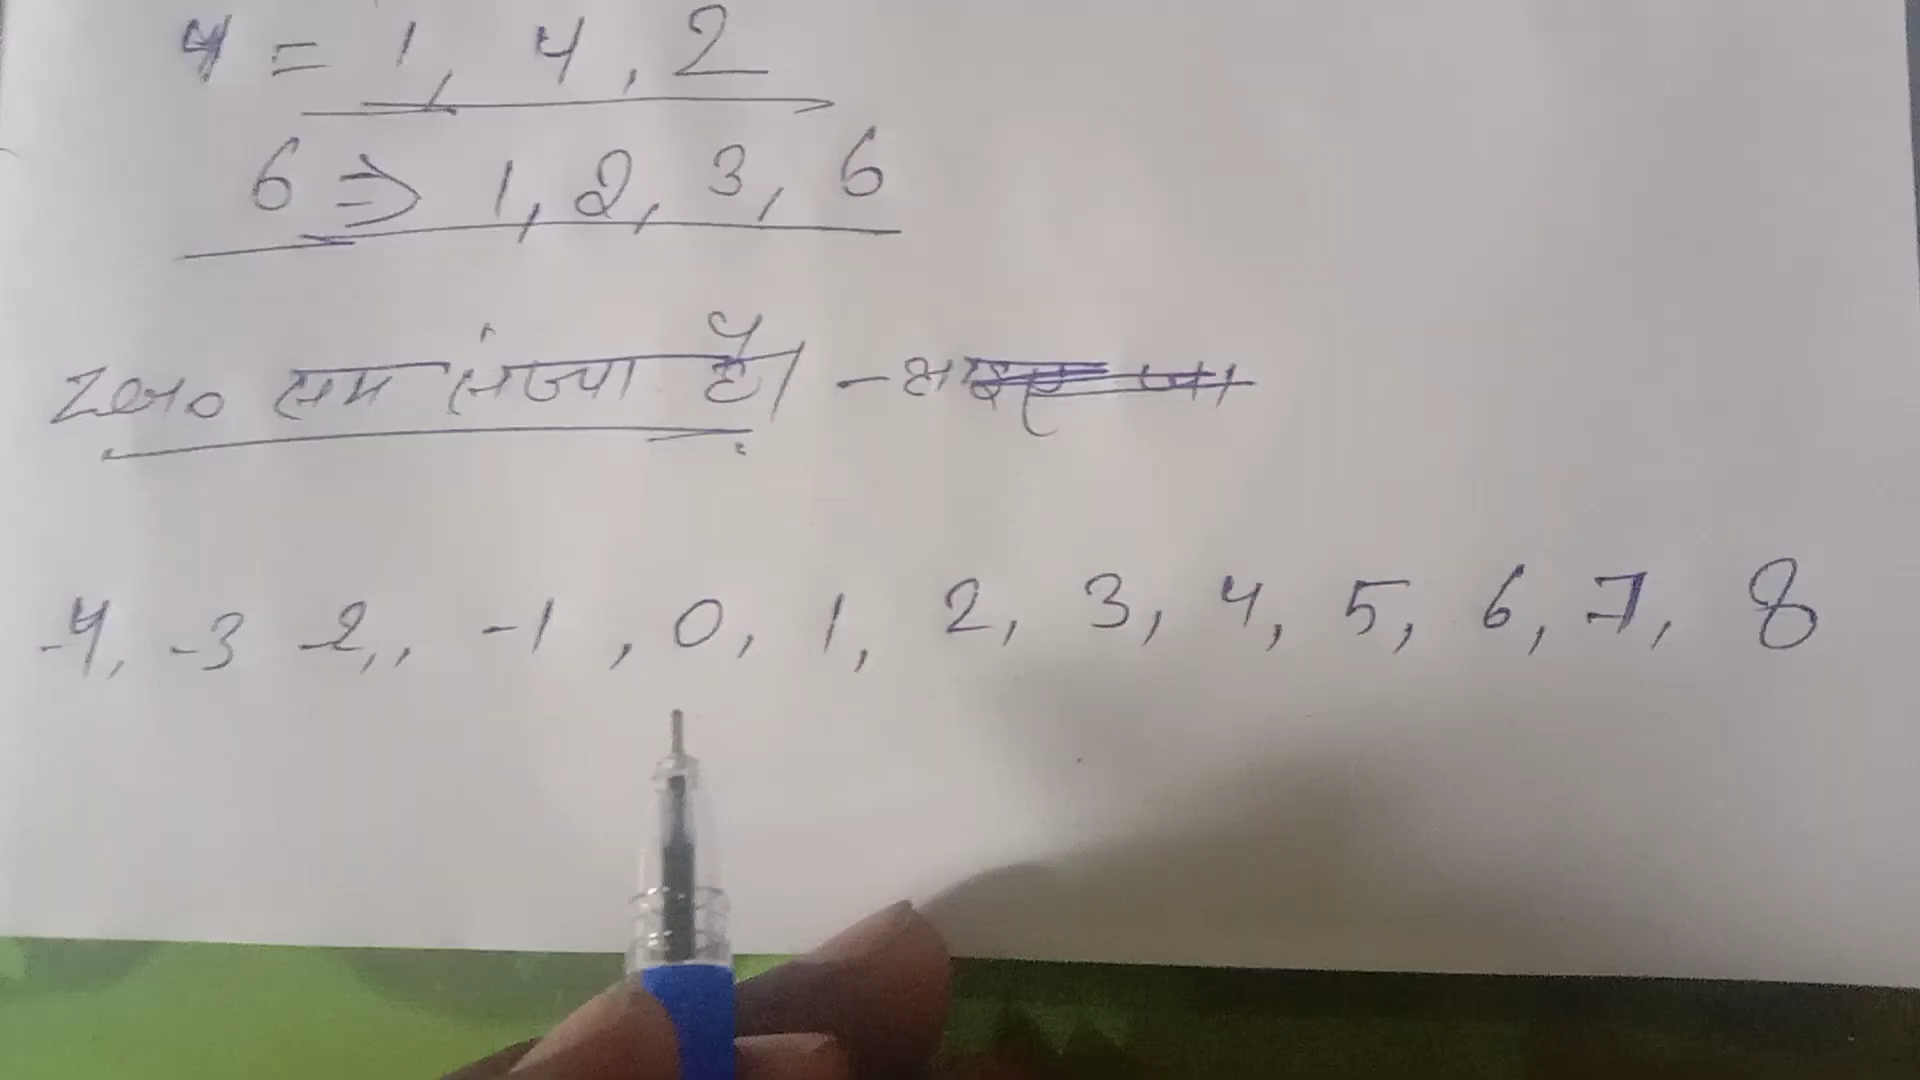 4 = 1, 4, 2
6 ⇒ 1, 2, 3, 6
Zero सम संख्या है। -
-4, -3 -2,, -1, 0, 1, 2, 3, 4, 5, 6, 7, 8